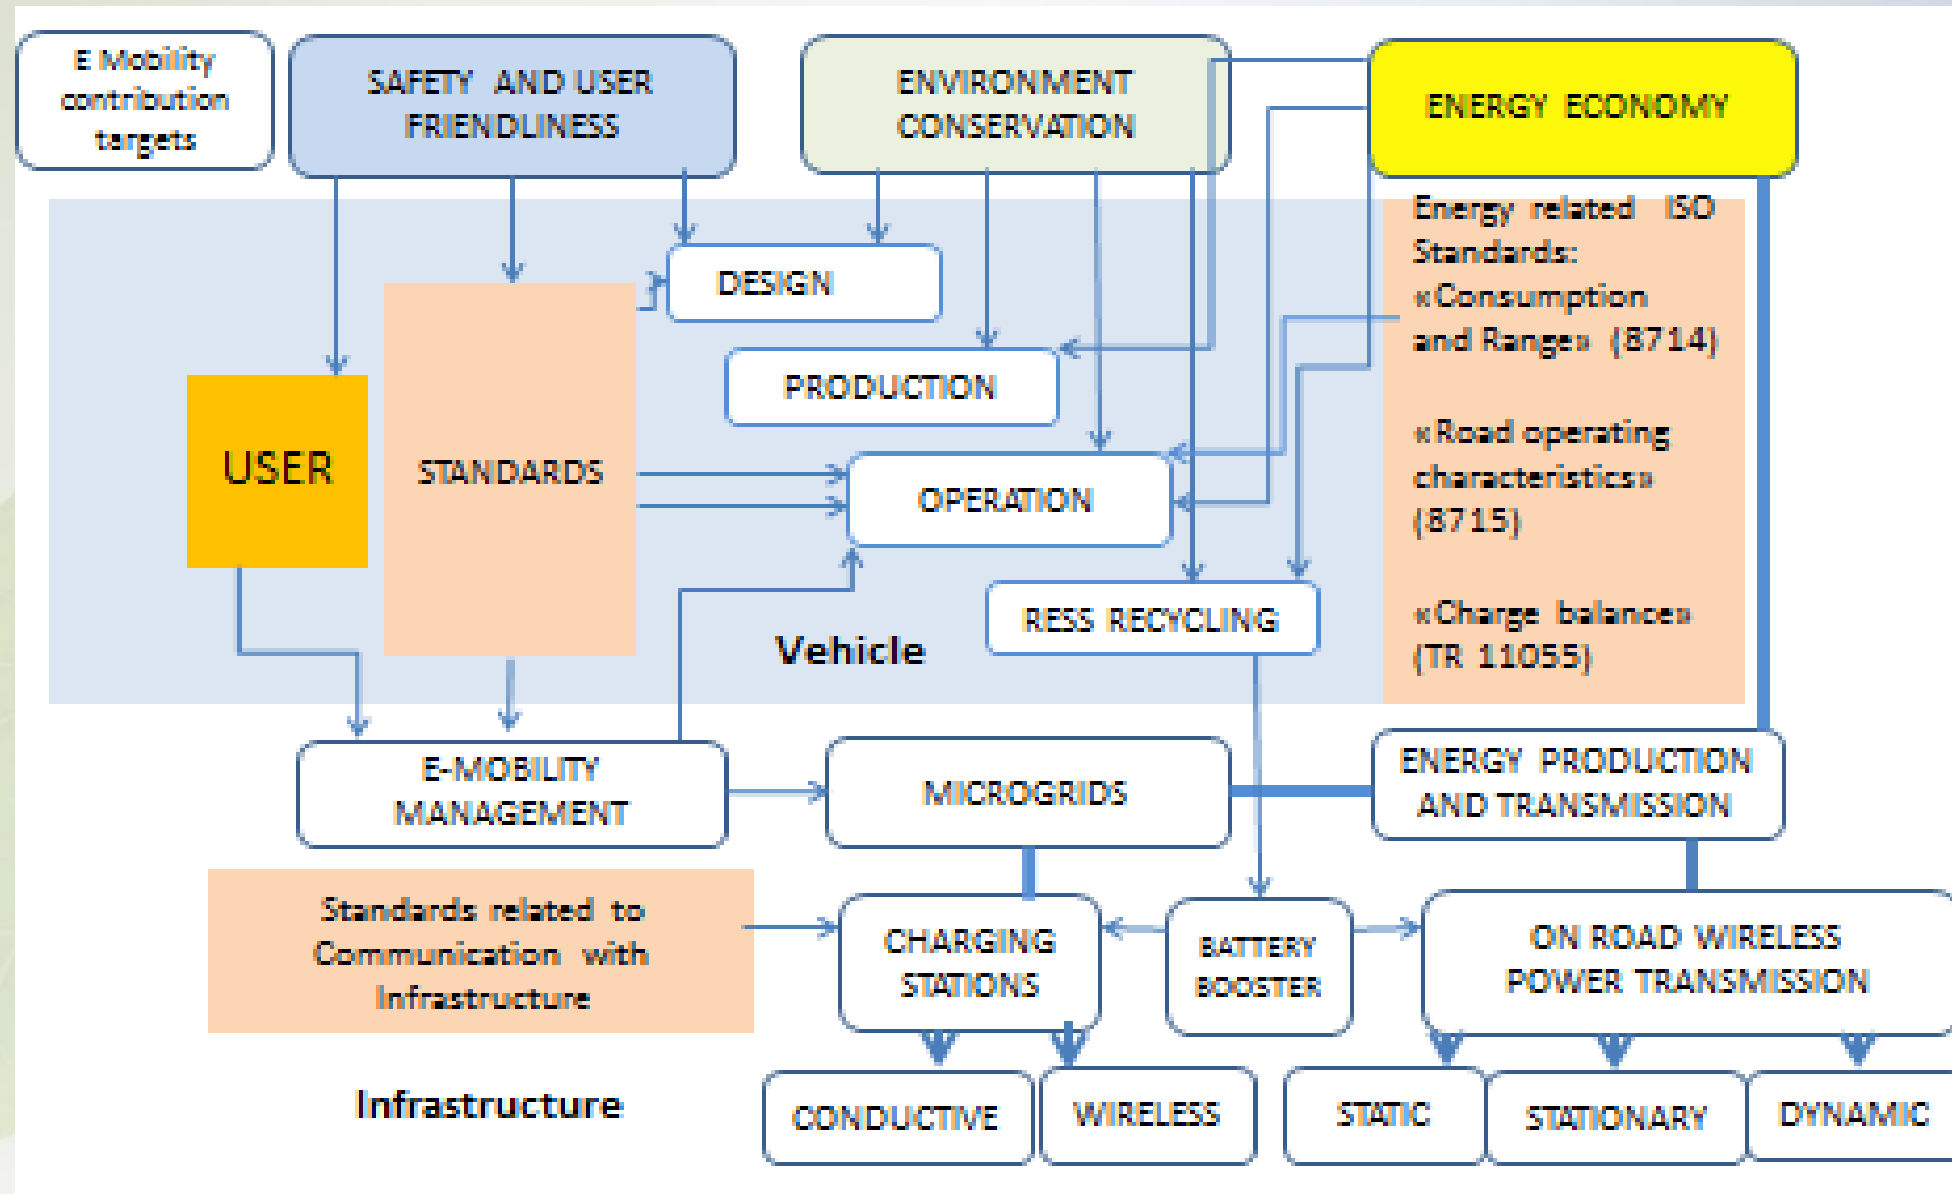 E Mobility
contribution
targets
SAFETY AND USER
FRIENDLINESS
ENVIRONMENT
CONSERVATION
ENERGY ECONOMY
Energy related ISO
Standards:
«Consumption
and Range» (8714)
«Road operating
characteristics»
(8715)
«Charge balance»
(TR 11055)
DESIGN
PRODUCTION
USER
STANDARDS
OPERATION
RESS RECYCLING
Vehicle
E-MOBILITY
MANAGEMENT
MICROGRIDS
ENERGY PRODUCTION
AND TRANSMISSION
Standards related to
Communication with
Infrastructure
CHARGING
STATIONS
BATTERY
BOOSTER
ON ROAD WIRELESS
POWER TRANSMISSION
Infrastructure
CONDUCTIVE
WIRELESS
STATIC
STATIONARY
DYNAMIC